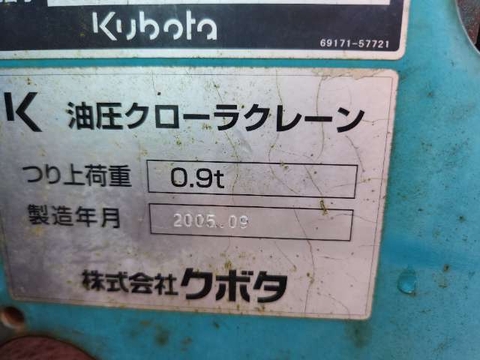 Kubota
69171-57721
K 油圧クローラクレーン
つり上荷重 0.9t
製造年月 2005.09
株式会社クボタ